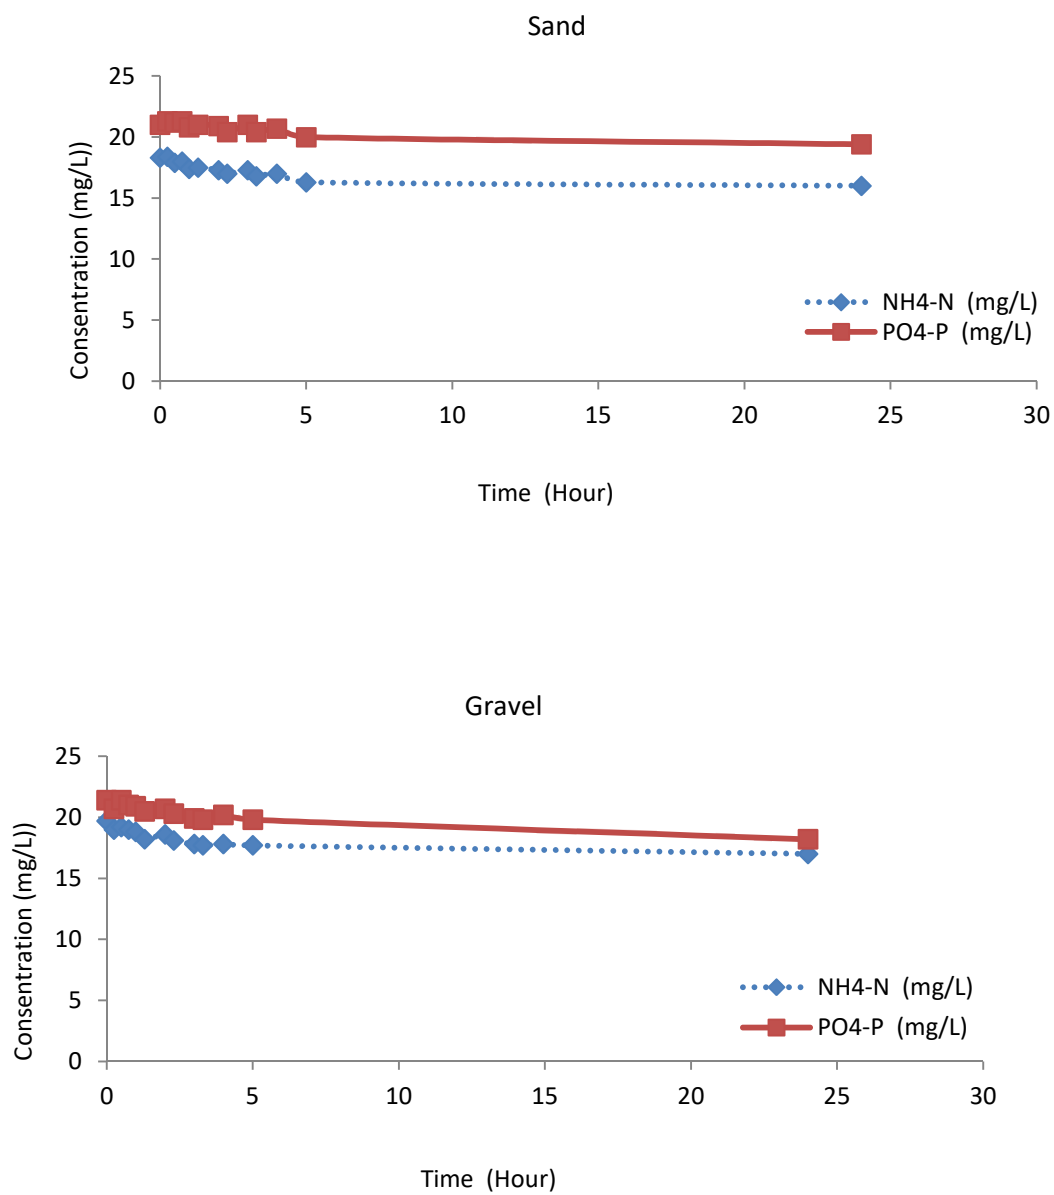 Sand
25
20
15
10
5
0
Consentration (mg/L))
NH4-N  (mg/L)
PO4-P  (mg/L)
0 5 10 15 20 25 30
Time  (Hour)
Gravel
25
20
15
10
5
0
Consentration (mg/L))
NH4-N  (mg/L)
PO4-P  (mg/L)
0 5 10 15 20 25 30
Time  (Hour)